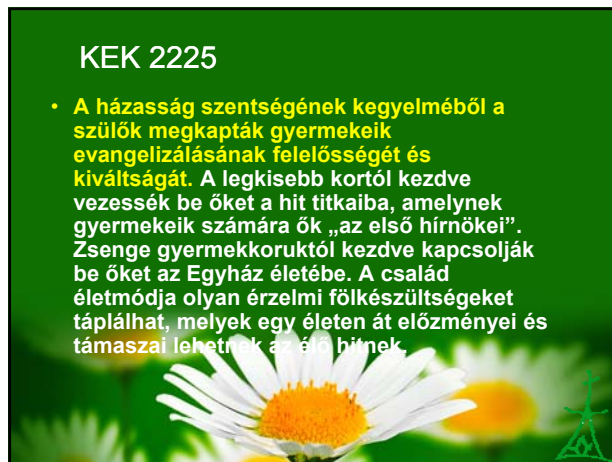 KEK 2225
• A házasság szentségének kegyelméből a
szülők megkapták gyermekeik
evangelizálásának felelősségét és
kiváltságát. A legkisebb kortól kezdve
vezessék be őket a hit titkaiba, amelynek
gyermekeik számára ők „az első hírnökei”.
Zsenge gyermekkoruktól kezdve kapcsolják
be őket az Egyház életébe. A család
életmódja olyan érzelmi fölkészültségeket
táplálhat, melyek egy életen át előzményei és
támaszai lehetnek az élő hitnek.